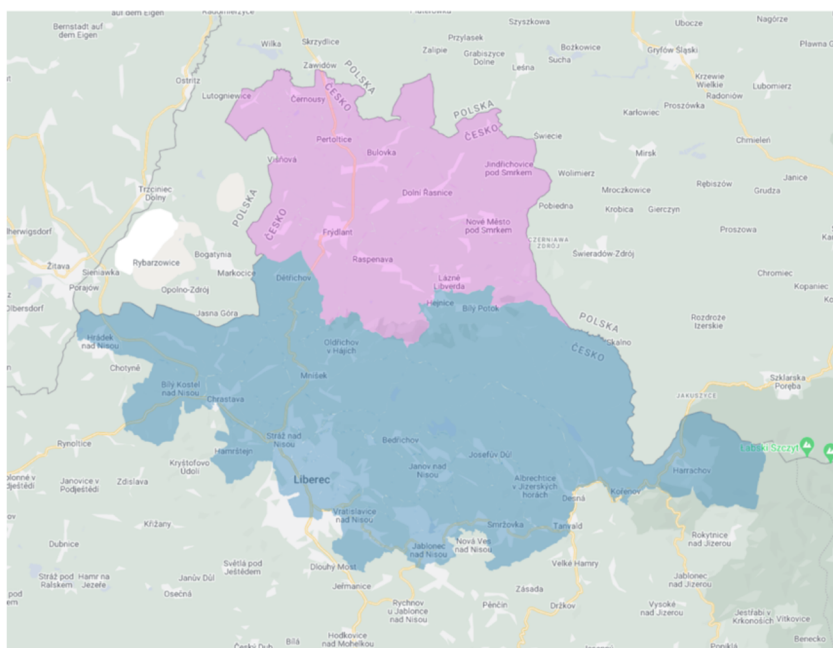 Bernstadt auf
dem Eigen
Wilka
Skrzydlice
Szyszkowa
Ubocze
Nagórze
Zawidów
Przylasek
Zalipie
Grabiszyce
Dolne
Bożkowice
Sucha
Gryfów Śląski
Leśna
Ostritz
Lutogniewice
Černousy
POLSKA
ČESKO
Krzewie
Wielkie
Lubomierz
Radoniów
Proszówka
Karłowiec
POLSKA
ČESKO
Pertoltice
Bulovka
Świecie
Chmieleń
Višňová
Jindřichovice
pod Smrkem
Mirsk
Wolimierz
Janice
Rębiszów
Grudza
Mroczkowice
Trzciniec
Dolny
Dolní Řasnice
POLSKA
ČESKO
Pobiedna
Krobica
Gierczyn
Frýdlant
Nové Město
pod Smrkem
Proszowa
CZERNIAWA
ZDRÓJ
Świeradów-Zdrój
Żitava
Sieniawka
Rybarzowice
Bogatynia
Markocice
Raspenava
Porajów
Opolno-Zdrój
Dětřichov
Lázně
Libverda
Chromiec
Kopaniec
Hejnice
Bílý Potok
Jasna Góra
POLSKA
ČESKO
Rozdroże
Izerskie
Hrádek
nad Nisou
Oldřichov
v Hájích
Chotyně
Mníšek
Szklarska
Poręba
Bílý Kostel
nad Nisou
Chrastava
JAKUSZYCE
Rynoltice
Stráž nad
Nisou
Bedřichov
Hamrštejn
Josefův Důl
Łabski Szczyt
Kryštofovo
Údolí
Janov nad
Nisou
Harrachov
Janovice v
Podještědí
Zdislava
Liberec
Albrechtice
v Jizerských
horách
Kořenov
Desná
Vratislavice
nad Nisou
Smržovka
Tanvald
Křižany
Rokytnice
nad Jizerou
Dubnice
Jablonec
nad Nisou
Nová Ves
nad Nisou
Světlá pod
Ještědem
Dlouhý Most
Velké Hamry
Stráž pod
Ralskem
Hamr na
Jezeře
Janův Důl
Osečná
Jeřmanice
Zásada
Jablonec
nad Jizerou
Rychnov
u Jablonce
nad Nisou
Pěnčín
Držkov
Vysoké
nad Jizerou
Jestřabí v
Krkonoších
Vítkovice
Hodkovice
nad Mohelkou
Bílá
Český Dub
Benecko